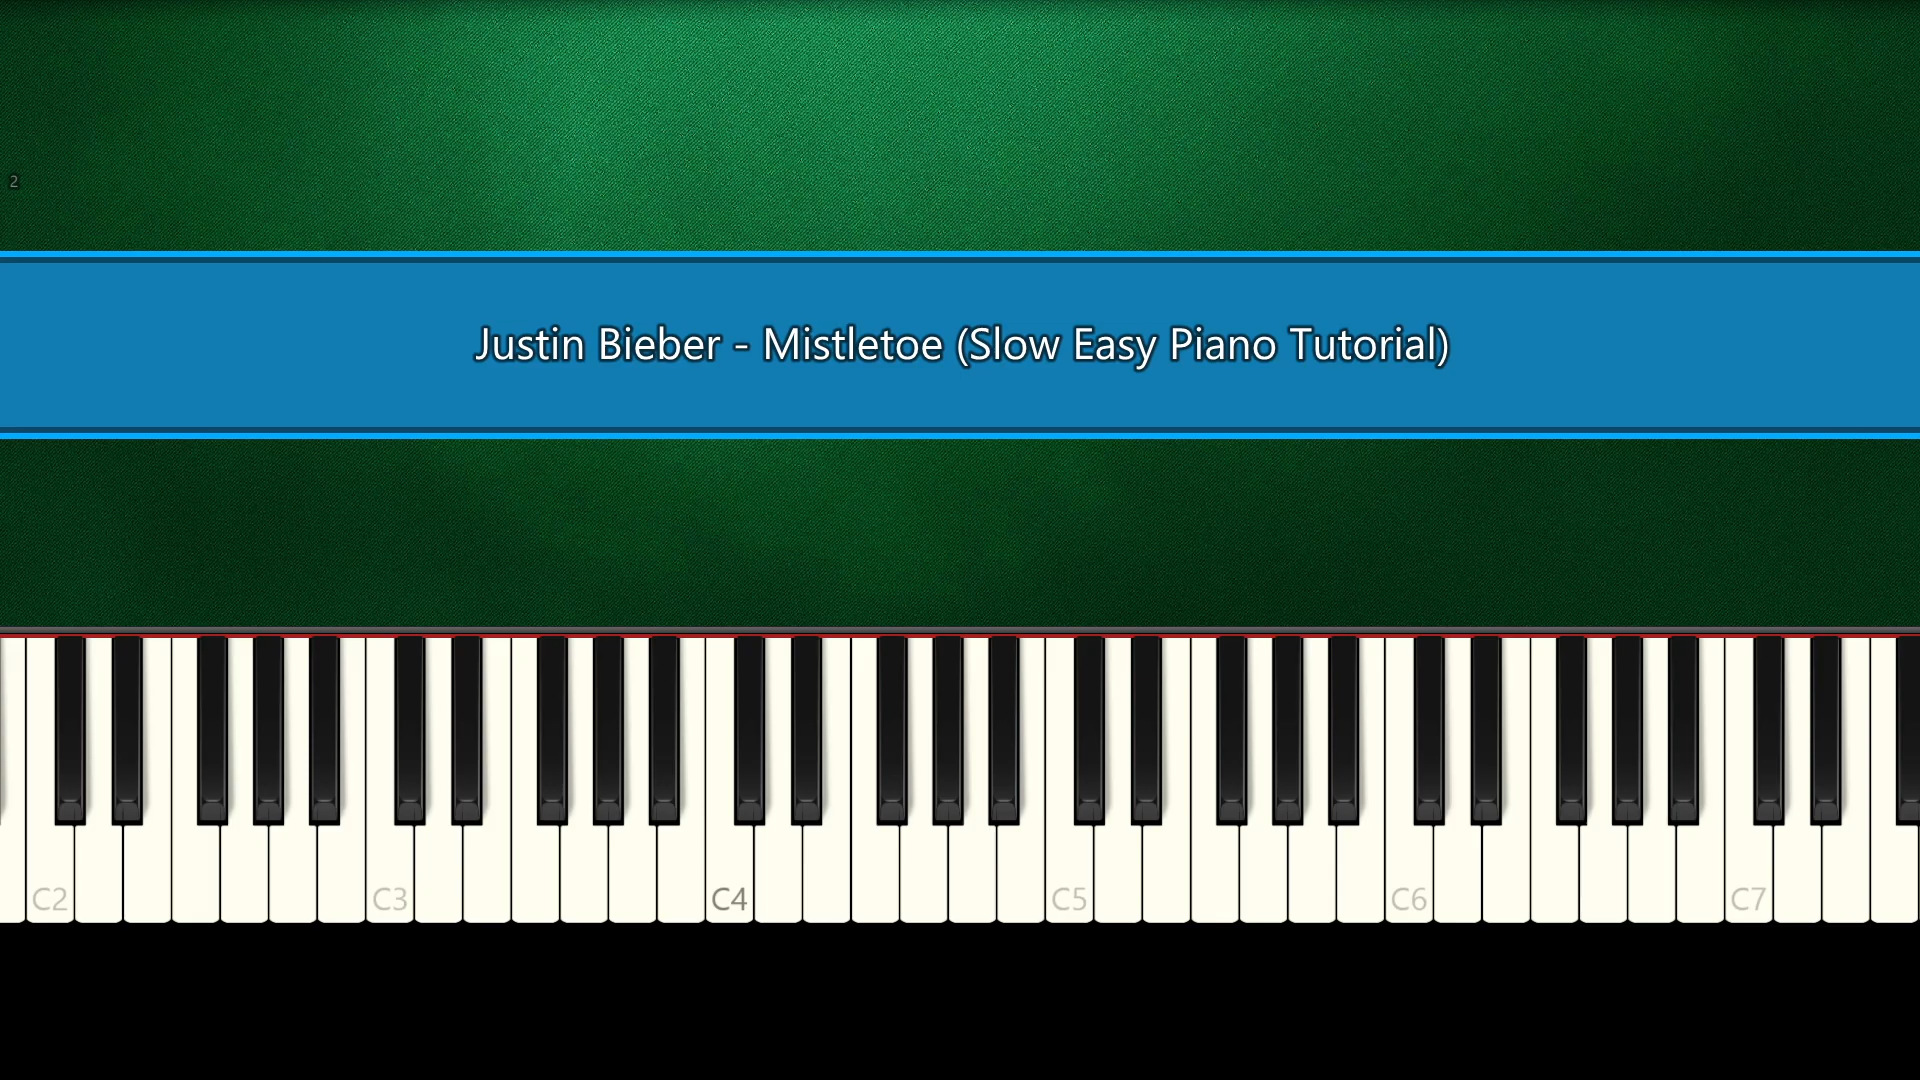 2
Justin Bieber - Mistletoe (Slow Easy Piano Tutorial)
C2 C3 C4 C5 C6 C7